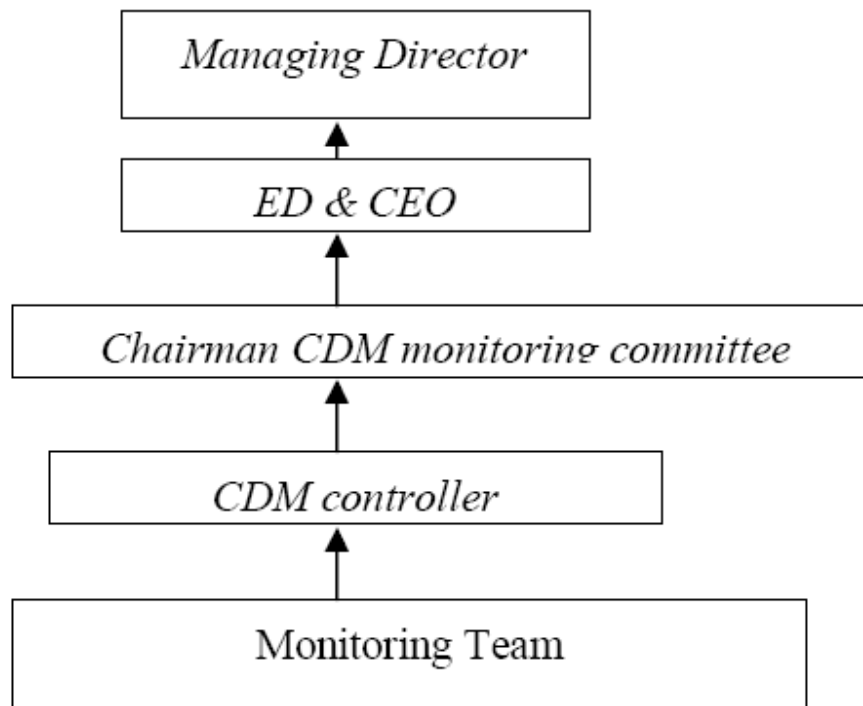 Managing Director
ED & CEO
Chairman CDM monitoring committee
CDM controller
Monitoring Team